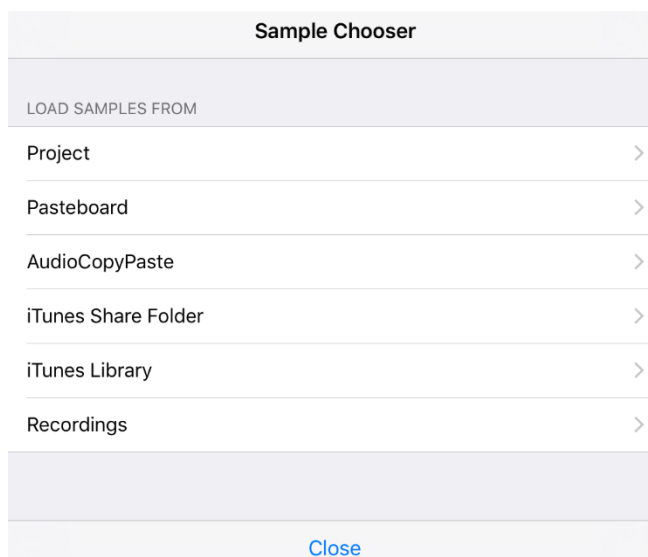 Sample Chooser
LOAD SAMPLES FROM
Project
Pasteboard
AudioCopyPaste
iTunes Share Folder
iTunes Library
Recordings
Close